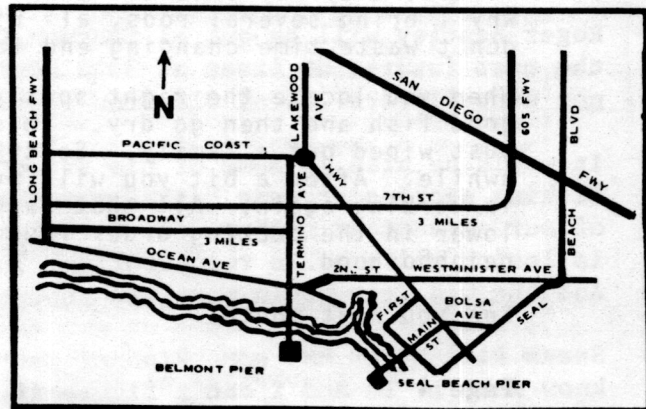 LONG BEACH FWY
N
LAKEWOOD
AVE
SAN DIEGO
FWY
605 FWY
BLVD
BEACH
SEAL
PACIFIC COAST
HWY
TERMINO AVE
7TH ST
BROADWAY
3 MILES
3 MILES
OCEAN AVE
ST
WESTMINISTER AVE
FIRST
MAIN
ST
BOLSA
AVE
BELMONT PIER
SEAL BEACH PIER